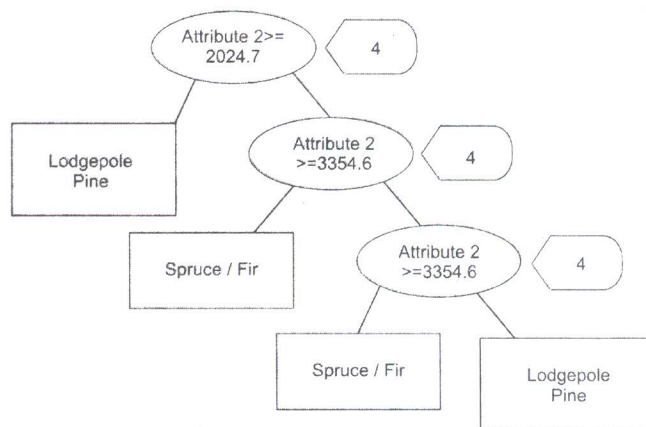 Attribute 2>=
2024.7
4
Lodgepole
Pine
Attribute 2
>=3354.6
4
Spruce / Fir
Attribute 2
>=3354.6
4
Spruce / Fir
Lodgepole
Pine